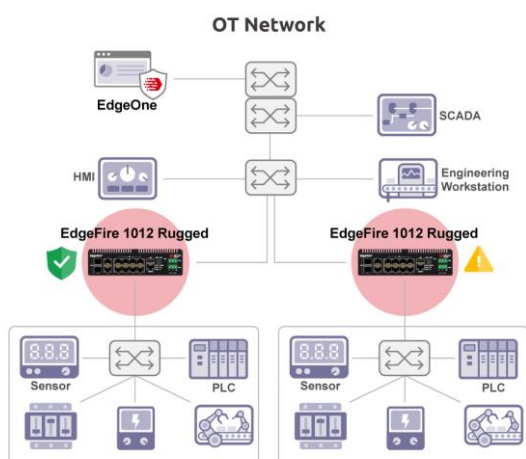 OT Network
EdgeOne
SCADA
HMI
Engineering
Workstation
EdgeFire 1012 Rugged
EdgeFire 1012 Rugged
8.8.8
8.8.8
Sensor
PLC
Sensor
PLC